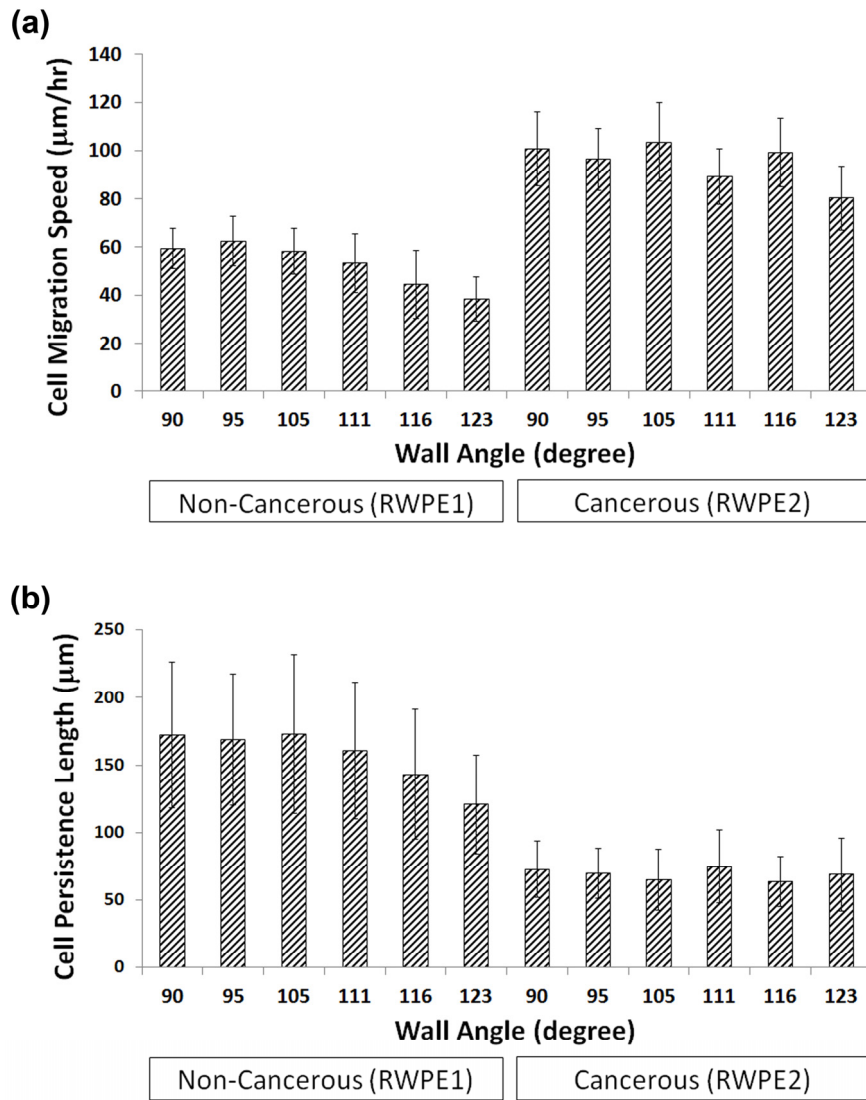 (a)
Cell Migration Speed (μm/hr)
140
120
100
80
60
40
20
0
90 95 105 111 116 123 90 95 105 111 116 123
Wall Angle (degree)
Non-Cancerous (RWPE1) Cancerous (RWPE2)
(b)
Cell Persistence Length (μm)
250
200
150
100
50
0
90 95 105 111 116 123 90 95 105 111 116 123
Wall Angle (degree)
Non-Cancerous (RWPE1) Cancerous (RWPE2)